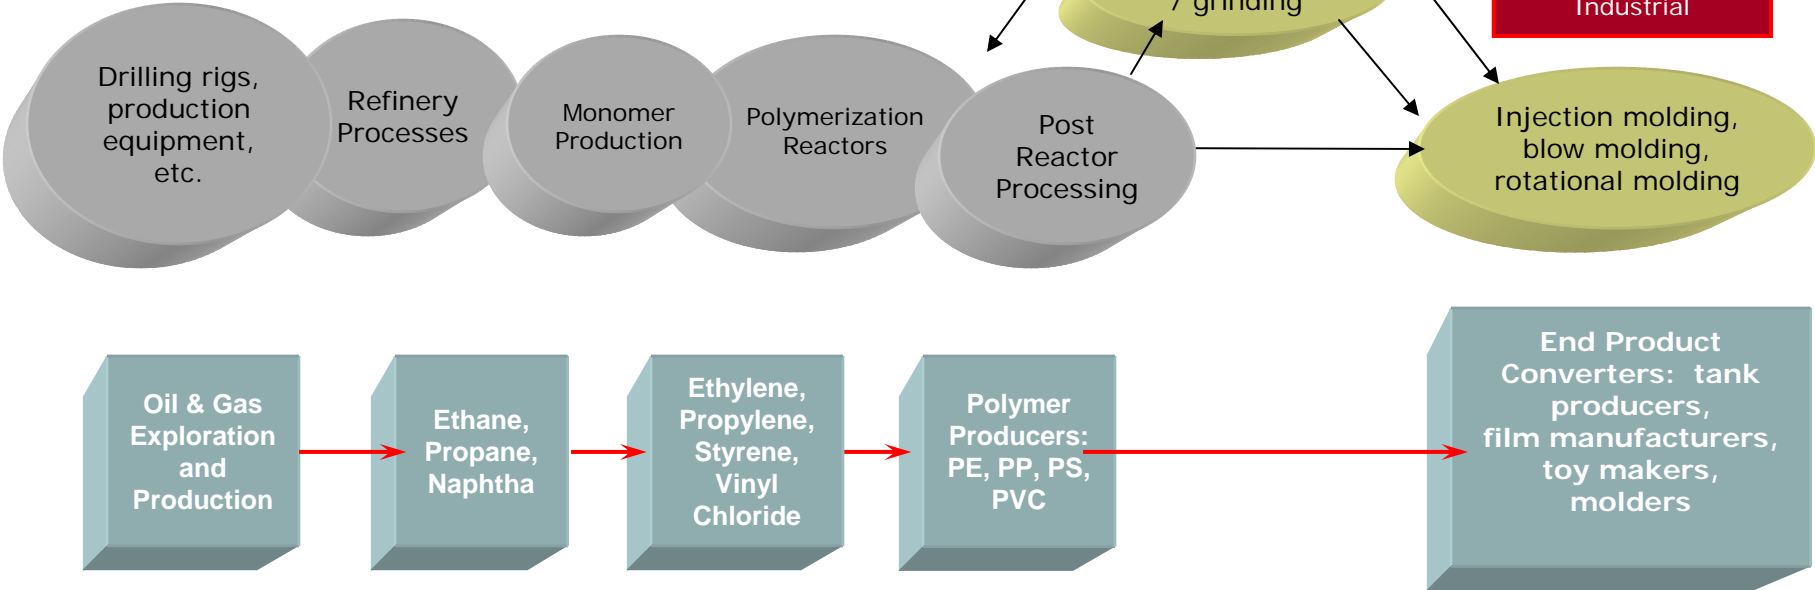 / grinding
Industrial
Drilling rigs,
production
equipment,
etc.
Refinery
Processes
Monomer
Production
Polymerization
Reactors
Post
Reactor
Processing
Injection molding,
blow molding,
rotational molding
Oil & Gas
Exploration
and
Production
Ethane,
Propane,
Naphtha
Ethylene,
Propylene,
Styrene,
Vinyl
Chloride
Polymer
Producers:
PE, PP, PS,
PVC
End Product
Converters: tank
producers,
film manufacturers,
toy makers,
molders